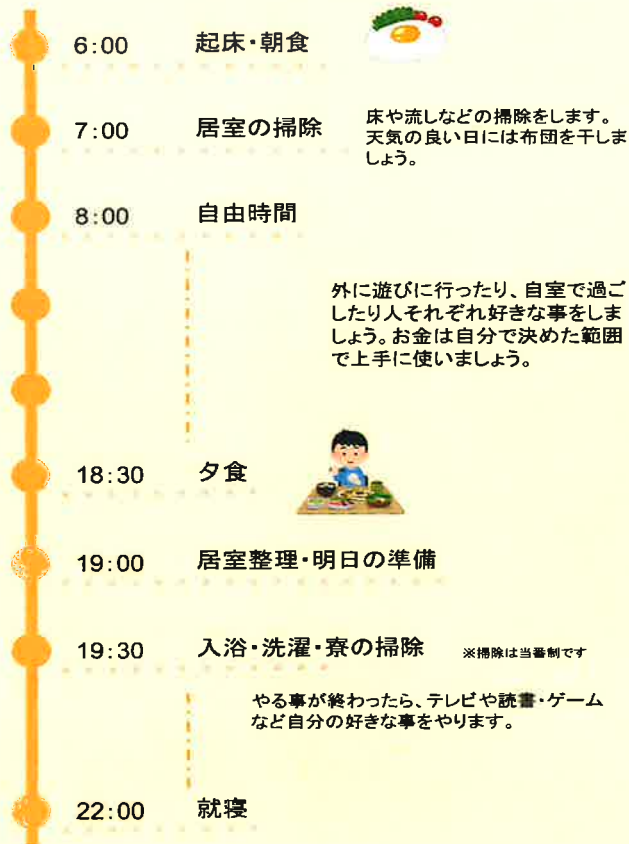 6:00 起床・朝食
7:00 居室の掃除
床や流しなどの掃除をします。
天気の良い日には布団を干しま
しょう。
8:00 自由時間
外に遊びに行ったり、自室で過ご
したり人それぞれ好きな事をしま
しょう。お金は自分で決めた範囲
で上手に使いましょう。
18:30 夕食
19:00 居室整理・明日の準備
19:30 入浴・洗濯・寮の掃除 ※掃除は当番制です
やる事が終わったら、テレビや読書・ゲーム
など自分の好きな事をやります。
22:00 就寝